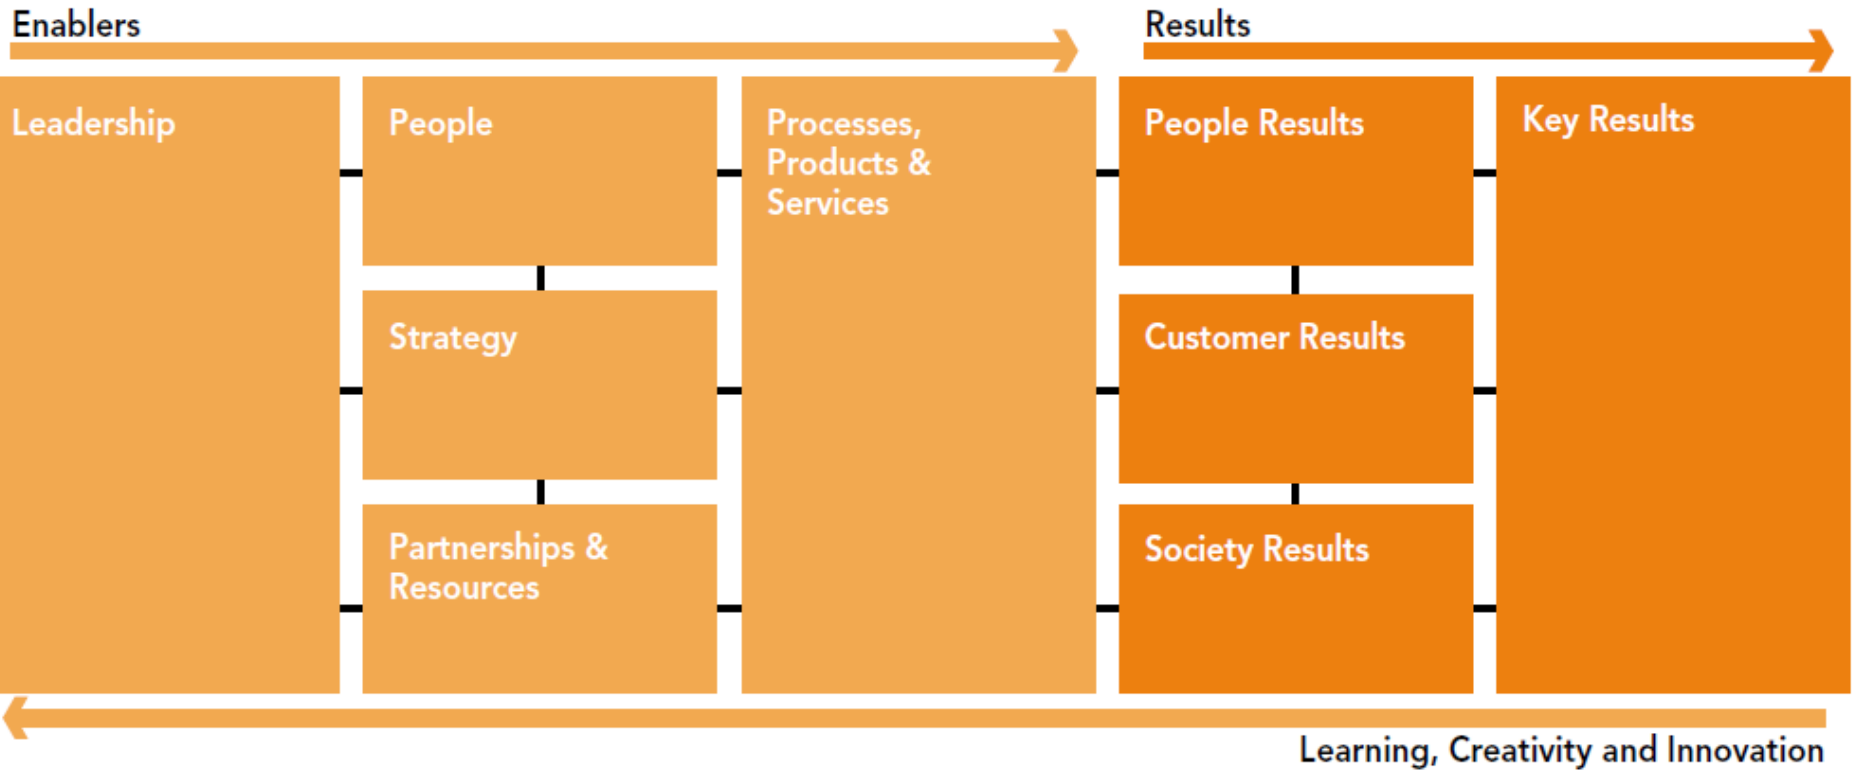 Enablers
Results
Leadership
People
Processes,
Products &
Services
People Results
Key Results
Strategy
Customer Results
Partnerships &
Resources
Society Results
Learning, Creativity and Innovation